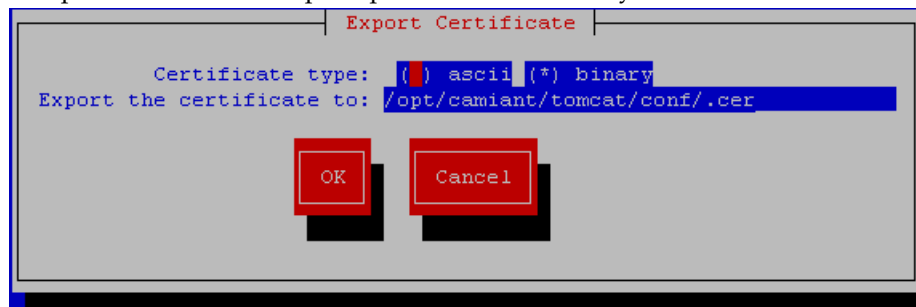 Export Certificate
Certificate type: ( ) ascii (*) binary
Export the certificate to: /opt/camiant/tomcat/conf/.cer
OK Cancel